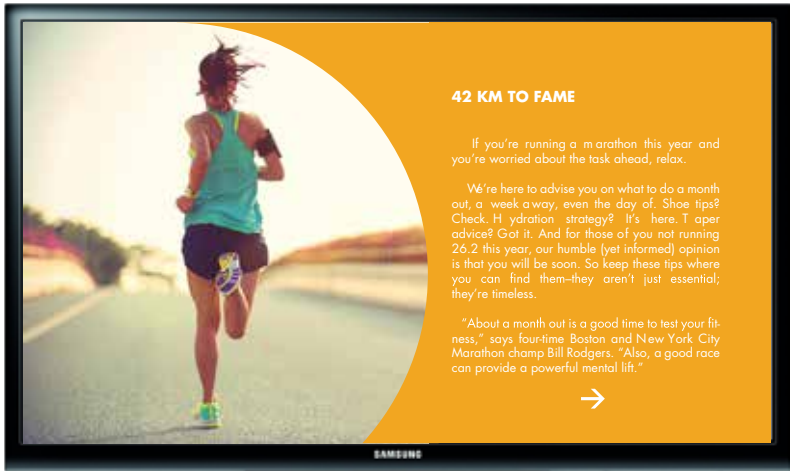 42 KM TO FAME
If you're running a marathon this year and
you're worried about the task ahead, relax.
We're here to advise you on what to do a month
out, a week away, even the day of. Shoe tips?
Check. Hydration strategy? It's here. Taper
advice? Got it. And for those of you not running
26.2 this year, our humble (yet informed) opinion
is that you will be soon. So keep these tips where
you can find them—they aren't just essential;
they're timeless.
"About a month out is a good time to test your fit-
ness," says four-time Boston and New York City
Marathon champ Bill Rodgers. "Also, a good race
can provide a powerful mental lift."
→
SAMSUNG